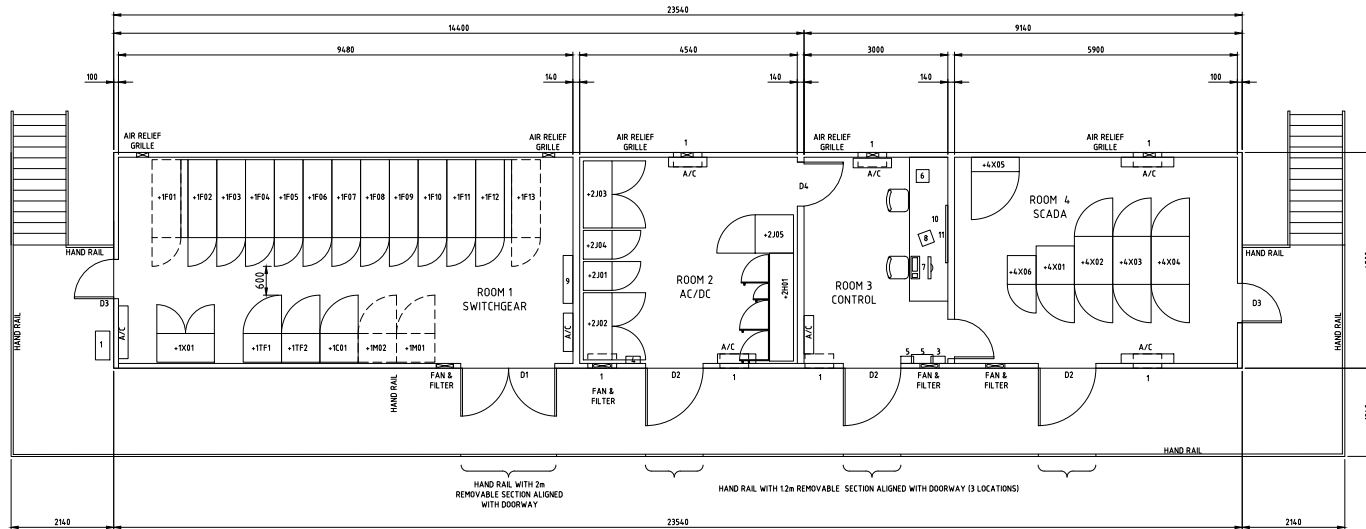 23540
14400
9140
9480
4540
3000
5900
100
140
140
140
100
AIR RELIEF
GRILLE
AIR RELIEF
GRILLE
AIR RELIEF
GRILLE
1
AIR RELIEF
GRILLE
1
AIR RELIEF
GRILLE
1
A/C
A/C
A/C
+1F01
+1F02
+1F03
+1F04
+1F05
+1F06
+1F07
+1F08
+1F09
+1F10
+1F11
+1F12
+1F13
+2J03
+2J04
+2J01
+2J02
+2J05
+2H01
D4
6
10
11
8
7
+4X05
ROOM 4
SCADA
+4X06
+4X01
+4X02
+4X03
+4X04
HAND RAIL
HAND RAIL
600
9
ROOM 1
SWITCHGEAR
ROOM 2
AC/DC
ROOM 3
CONTROL
D3
D3
1
A/C
A/C
A/C
A/C
A/C
HAND RAIL
HAND RAIL
+1X01
+1TF1
+1TF2
+1C01
+1M02
+1M01
4
5
5
3
HAND RAIL
FAN &
FILTER
D1
1
FAN &
FILTER
D2
1
1
D2
FAN &
FILTER
FAN &
FILTER
D2
1
HAND RAIL
HAND RAIL WITH 2m
REMOVABLE SECTION ALIGNED
WITH DOORWAY
HAND RAIL WITH 1.2m REMOVABLE SECTION ALIGNED WITH DOORWAY (3 LOCATIONS)
2140
23540
2140